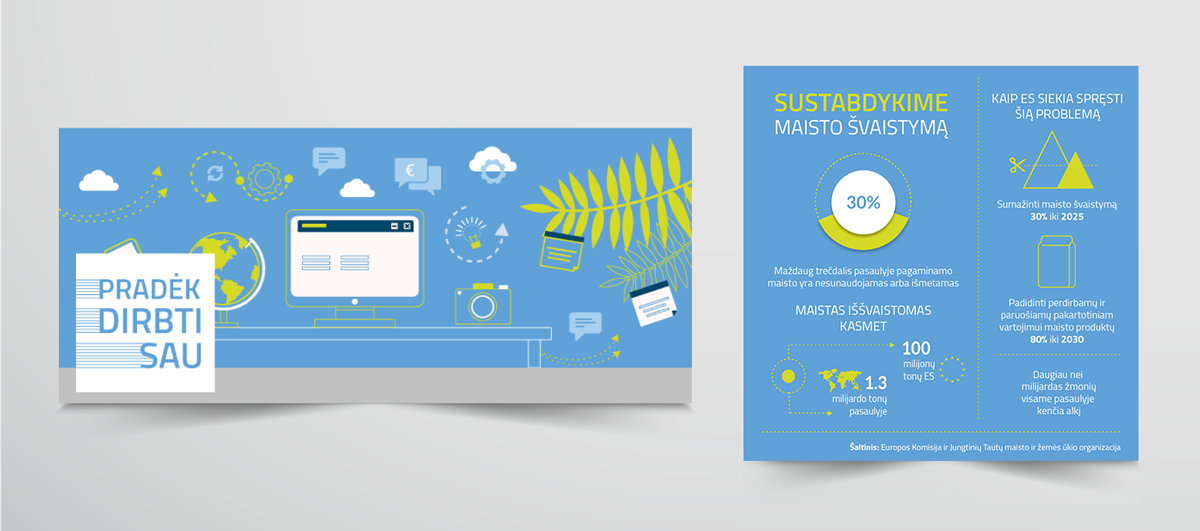 PRADĖK
DIRBTI
SAU
€
SUSTABDYKIME
MAISTO ŠVAISTYMĄ
30%
Maždaug trečdalis pasaulyje pagaminamo
maisto yra nesunaudojamas arba išmetamas
MAISTAS IŠŠVAISTOMAS
KASMET
100
milijonų
tonų ES
1.3
milijardo tonų
pasaulyje
KAIP ES SIEKIA SPRĘSTI
ŠIĄ PROBLEMĄ
Sumažinti maisto švaistymą
30% iki 2025
Padidinti perdirbamų ir
paruošiamų pakartotiniam
vartojimui maisto produktų
80% iki 2030
Daugiau nei
milijardas žmonių
visame pasaulyje
kenčia alkį
Šaltinis: Europos Komisija ir Jungtinių Tautų maisto ir žemės ūkio organizacija